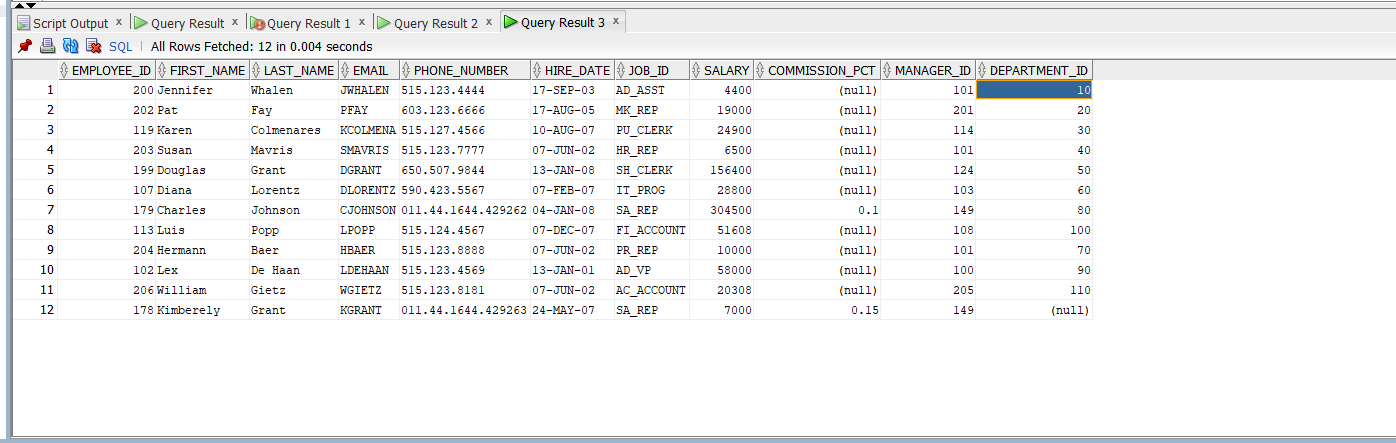 Script Output x Query Result x Query Result 1 x Query Result 2 x Query Result 3 x
SQL | All Rows Fetched: 12 in 0.004 seconds
EMPLOYEE_ID FIRST_NAME LAST_NAME EMAIL PHONE_NUMBER HIRE_DATE JOB_ID SALARY COMMISSION_PCT MANAGER_ID DEPARTMENT_ID
1 200 Jennifer Whalen JWHALEN 515.123.4444 17-SEP-03 AD_ASST 4400 (null) 101 10
2 202 Pat Fay PFAY 603.123.6666 17-AUG-05 MK_REP 19000 (null) 201 20
3 119 Karen Colmenares KCOLMENA 515.127.4566 10-AUG-07 PU_CLERK 24900 (null) 114 30
4 203 Susan Mavris SMAVRIS 515.123.7777 07-JUN-02 HR_REP 6500 (null) 101 40
5 199 Douglas Grant DGRANT 650.507.9844 13-JAN-08 SH_CLERK 156400 (null) 124 50
6 107 Diana Lorentz DLORENTZ 590.423.5567 07-FEB-07 IT_PROG 28800 (null) 103 60
7 179 Charles Johnson CJOHNSON 011.44.1644.429262 04-JAN-08 SA_REP 304500 0.1 149 80
8 113 Luis Popp LPOPP 515.124.4567 07-DEC-07 FI_ACCOUNT 51608 (null) 108 100
9 204 Hermann Baer HBAER 515.123.8888 07-JUN-02 PR_REP 10000 (null) 101 70
10 102 Lex De Haan LDEHAAN 515.123.4569 13-JAN-01 AD_VP 58000 (null) 100 90
11 206 William Gietz WGIETZ 515.123.8181 07-JUN-02 AC_ACCOUNT 20308 (null) 205 110
12 178 Kimberely Grant KGRANT 011.44.1644.429263 24-MAY-07 SA_REP 7000 0.15 149 (null)